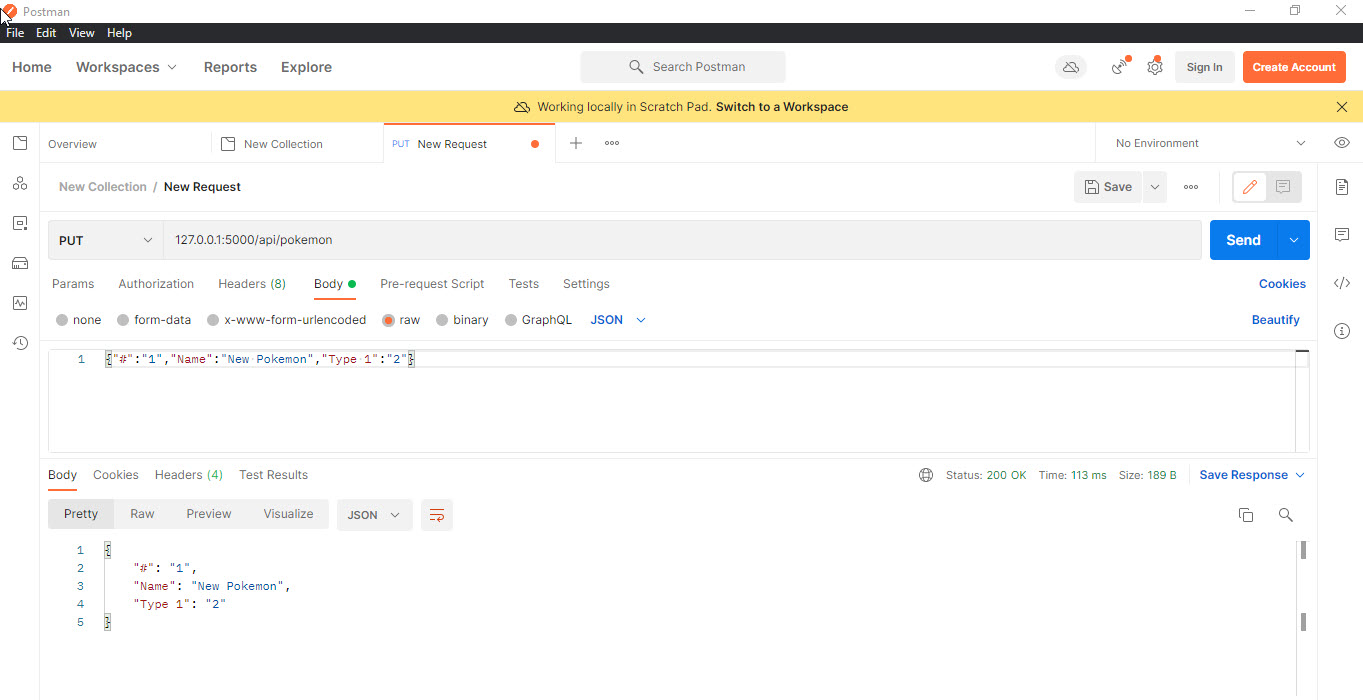 Postman
File Edit View Help
Home Workspaces Reports Explore Search Postman Sign In Create Account
Working locally in Scratch Pad. Switch to a Workspace
Overview New Collection PUT New Request No Environment
New Collection / New Request Save
PUT 127.0.0.1:5000/api/pokemon Send
Params Authorization Headers (8) Body Pre-request Script Tests Settings Cookies
none form-data x-www-form-urlencoded raw binary GraphQL JSON Beautify
1 {"#":"1","Name":"New Pokemon","Type 1":"2"}
Body Cookies Headers (4) Test Results Status: 200 OK Time: 113 ms Size: 189 B Save Response
Pretty Raw Preview Visualize JSON
1 {
2 "#": "1",
3 "Name": "New Pokemon",
4 "Type 1": "2"
5 }